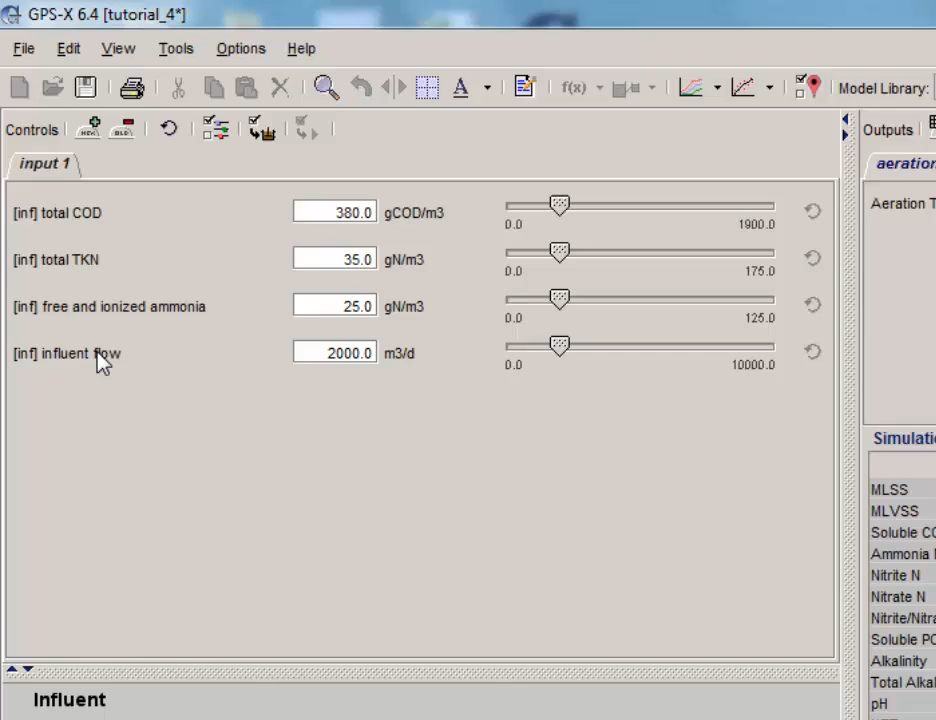 GPS-X 6.4 [tutorial_4*]
File Edit View Tools Options Help
A f(x) Model Library:
Controls
Outputs
input 1
aeration
[inf] total COD 380.0 gCOD/m3
0.0 1900.0
Aeration T
[inf] total TKN 35.0 gN/m3
0.0 175.0
[inf] free and ionized ammonia 25.0 gN/m3
0.0 125.0
[inf] influent flow 2000.0 m3/d
0.0 10000.0
Simulati
MLSS
MLVSS
Soluble CO
Ammonia
Nitrite N
Nitrate N
Nitrite/Nitra
Soluble PO
Alkalinity
Total Alkal
pH
Influent